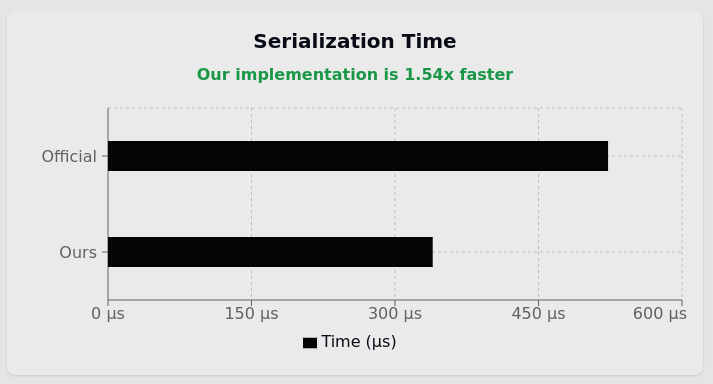 Serialization Time
Our implementation is 1.54x faster
Official
Ours
0 μs 150 μs 300 μs 450 μs 600 μs
Time (μs)